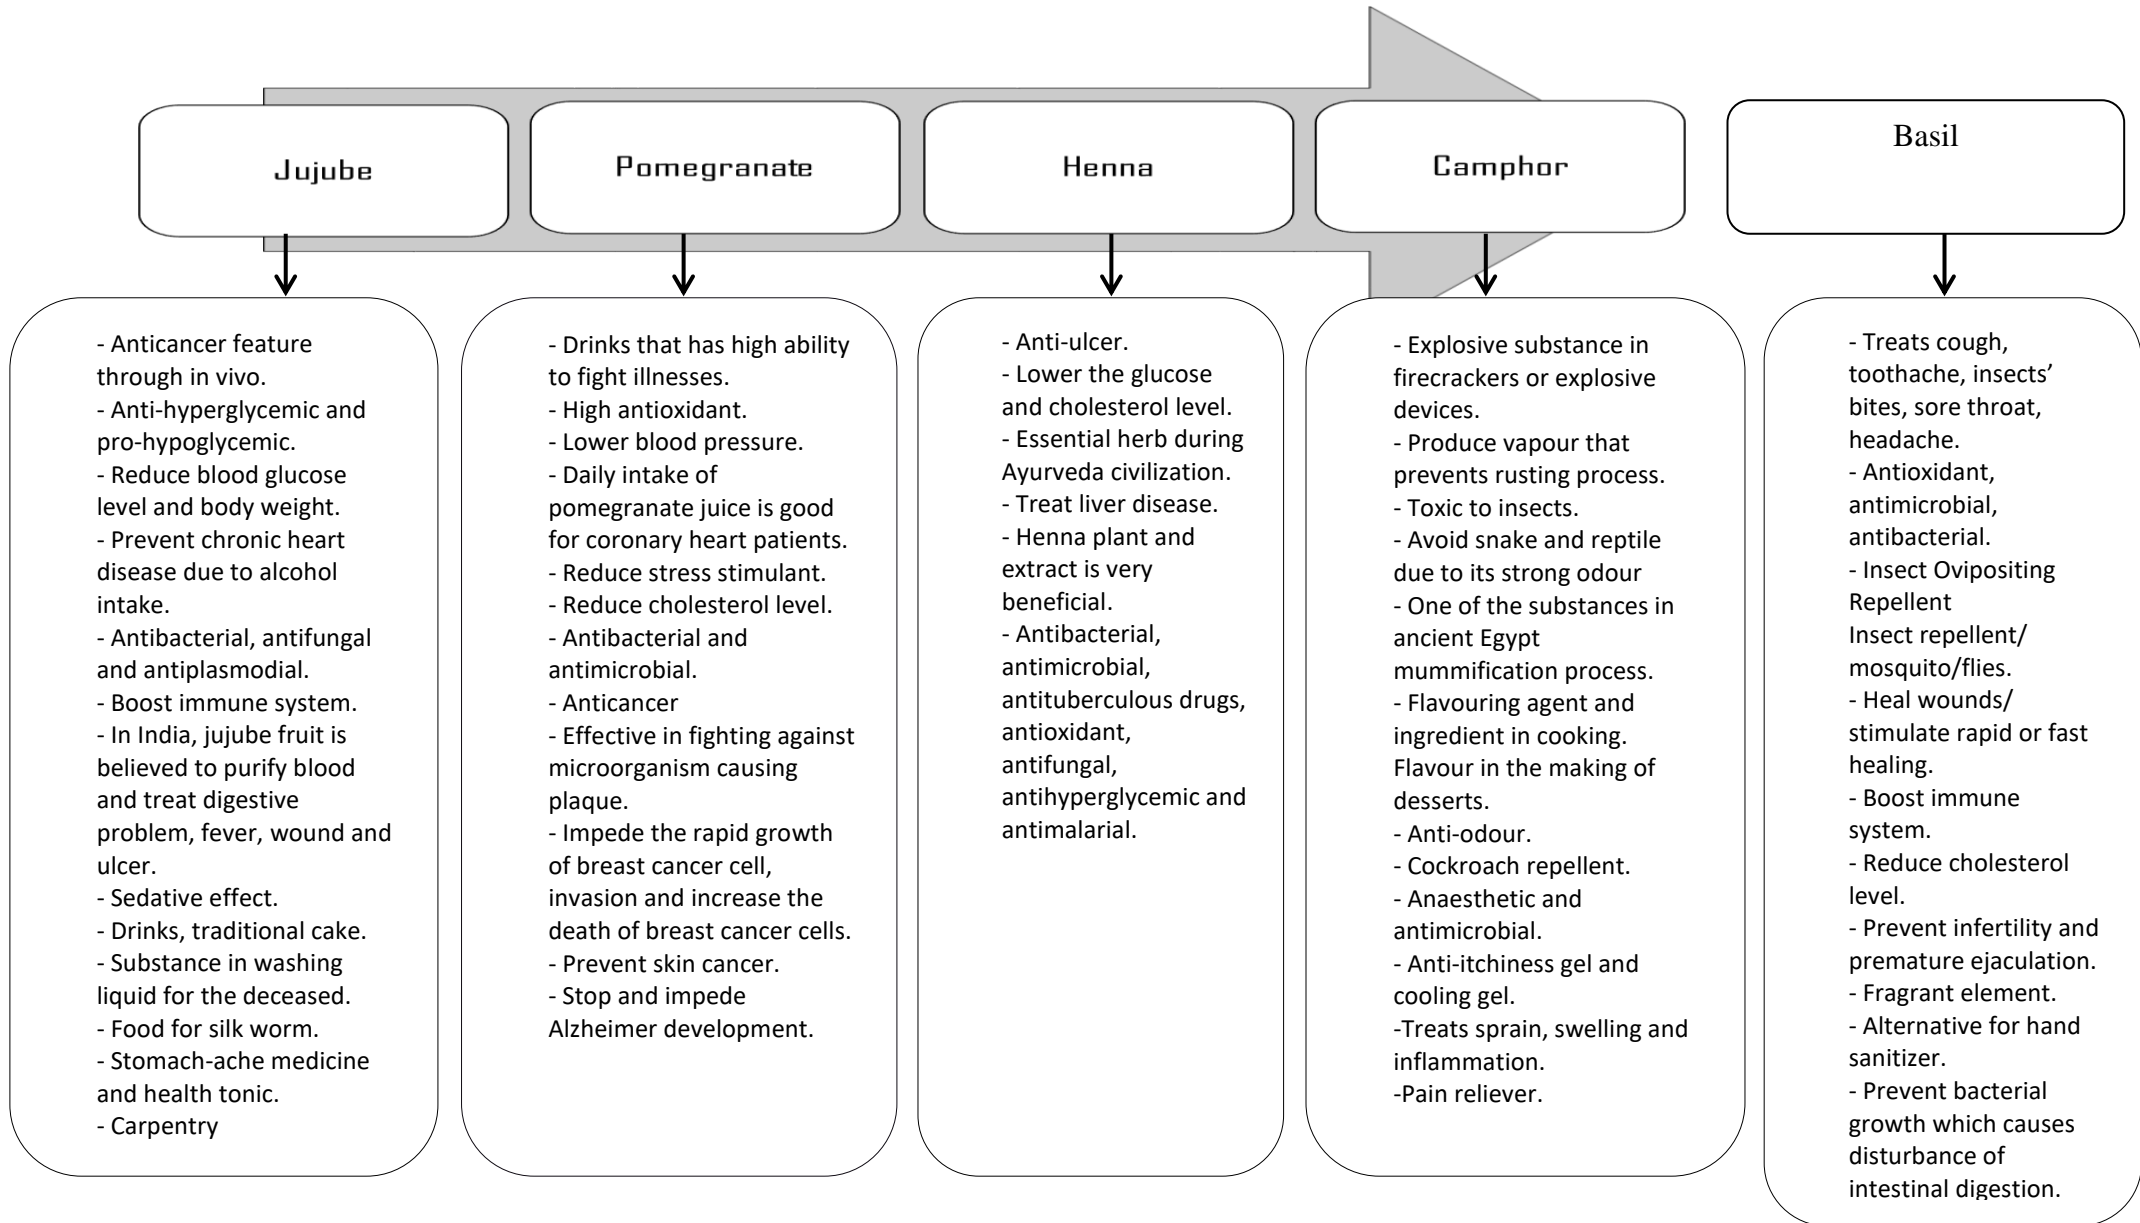 Jujube
Pomegranate
Henna
Camphor
Basil
- Anticancer feature
through in vivo.
- Anti-hyperglycemic and
pro-hypoglycemic.
- Reduce blood glucose
level and body weight.
- Prevent chronic heart
disease due to alcohol
intake.
- Antibacterial, antifungal
and antiplasmodial.
- Boost immune system.
- In India, jujube fruit is
believed to purify blood
and treat digestive
problem, fever, wound and
ulcer.
- Sedative effect.
- Drinks, traditional cake.
- Substance in washing
liquid for the deceased.
- Food for silk worm.
- Stomach-ache medicine
and health tonic.
- Carpentry
- Drinks that has high ability
to fight illnesses.
- High antioxidant.
- Lower blood pressure.
- Daily intake of
pomegranate juice is good
for coronary heart patients.
- Reduce stress stimulant.
- Reduce cholesterol level.
- Antibacterial and
antimicrobial.
- Anticancer
- Effective in fighting against
microorganism causing
plaque.
- Impede the rapid growth
of breast cancer cell,
invasion and increase the
death of breast cancer cells.
- Prevent skin cancer.
- Stop and impede
Alzheimer development.
- Anti-ulcer.
- Lower the glucose
and cholesterol level.
- Essential herb during
Ayurveda civilization.
- Treat liver disease.
- Henna plant and
extract is very
beneficial.
- Antibacterial,
antimicrobial,
antituberculous drugs,
antioxidant,
antifungal,
antihyperglycemic and
antimalarial.
- Explosive substance in
firecrackers or explosive
devices.
- Produce vapour that
prevents rusting process.
- Toxic to insects.
- Avoid snake and reptile
due to its strong odour
- One of the substances in
ancient Egypt
mummification process.
- Flavouring agent and
ingredient in cooking.
Flavour in the making of
desserts.
- Anti-odour.
- Cockroach repellent.
- Anaesthetic and
antimicrobial.
- Anti-itchiness gel and
cooling gel.
-Treats sprain, swelling and
inflammation.
-Pain reliever.
- Treats cough,
toothache, insects’
bites, sore throat,
headache.
- Antioxidant,
antimicrobial,
antibacterial.
- Insect Ovipositing
Repellent
Insect repellent/
mosquito/flies.
- Heal wounds/
stimulate rapid or fast
healing.
- Boost immune
system.
- Reduce cholesterol
level.
- Prevent infertility and
premature ejaculation.
- Fragrant element.
- Alternative for hand
sanitizer.
- Prevent bacterial
growth which causes
disturbance of
intestinal digestion.